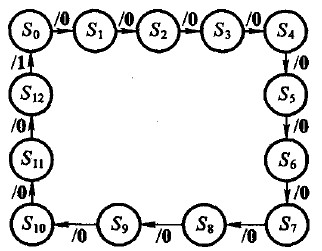 /0 /0 /0 /0
S₀ S₁ S₂ S₃ S₄
/1 /0
S₁₂ S₅
/0 /0
S₁₁ S₆
/0 /0
S₁₀ S₉ S₈ S₇
/0 /0 /0